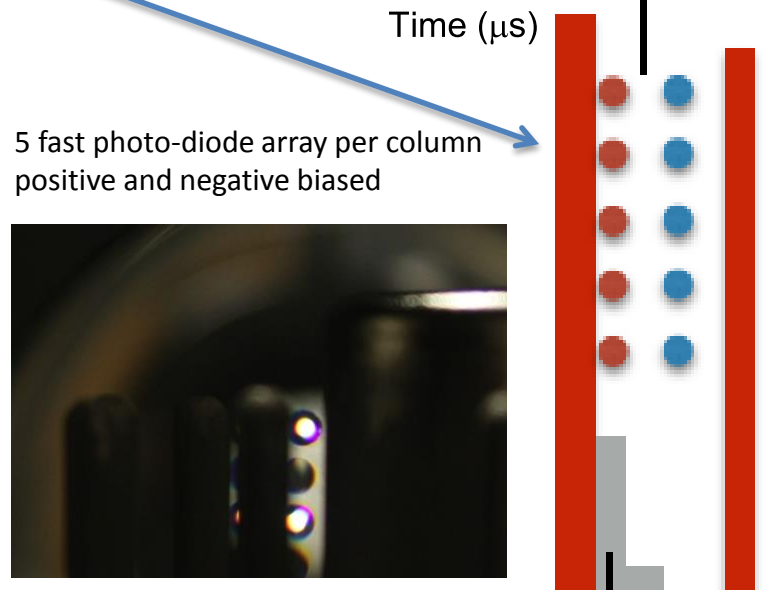 Time (μs)
5 fast photo-diode array per column
positive and negative biased